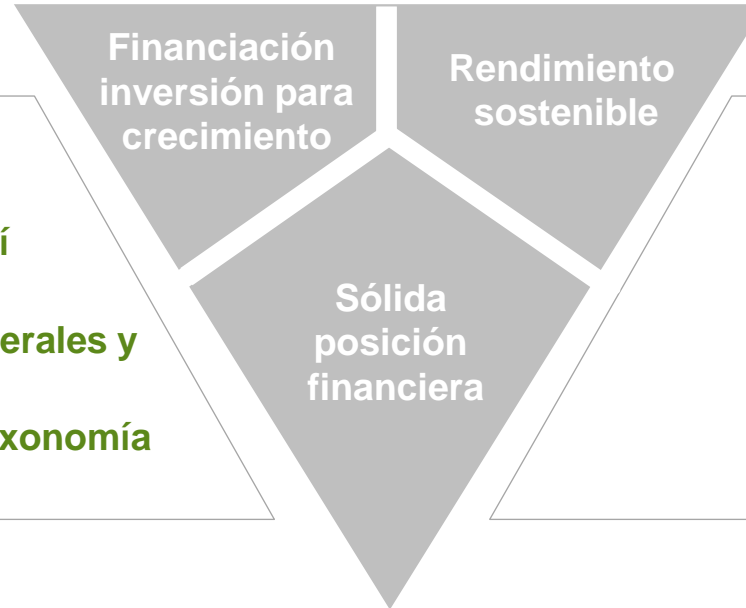 Financiación
inversión para
crecimiento
Rendimiento
sostenible
í
erales y
xonomía
Sólida
posición
financiera